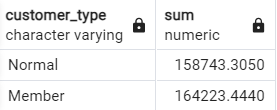 customer_type sum
character varying numeric
Normal 158743.3050
Member 164223.4440